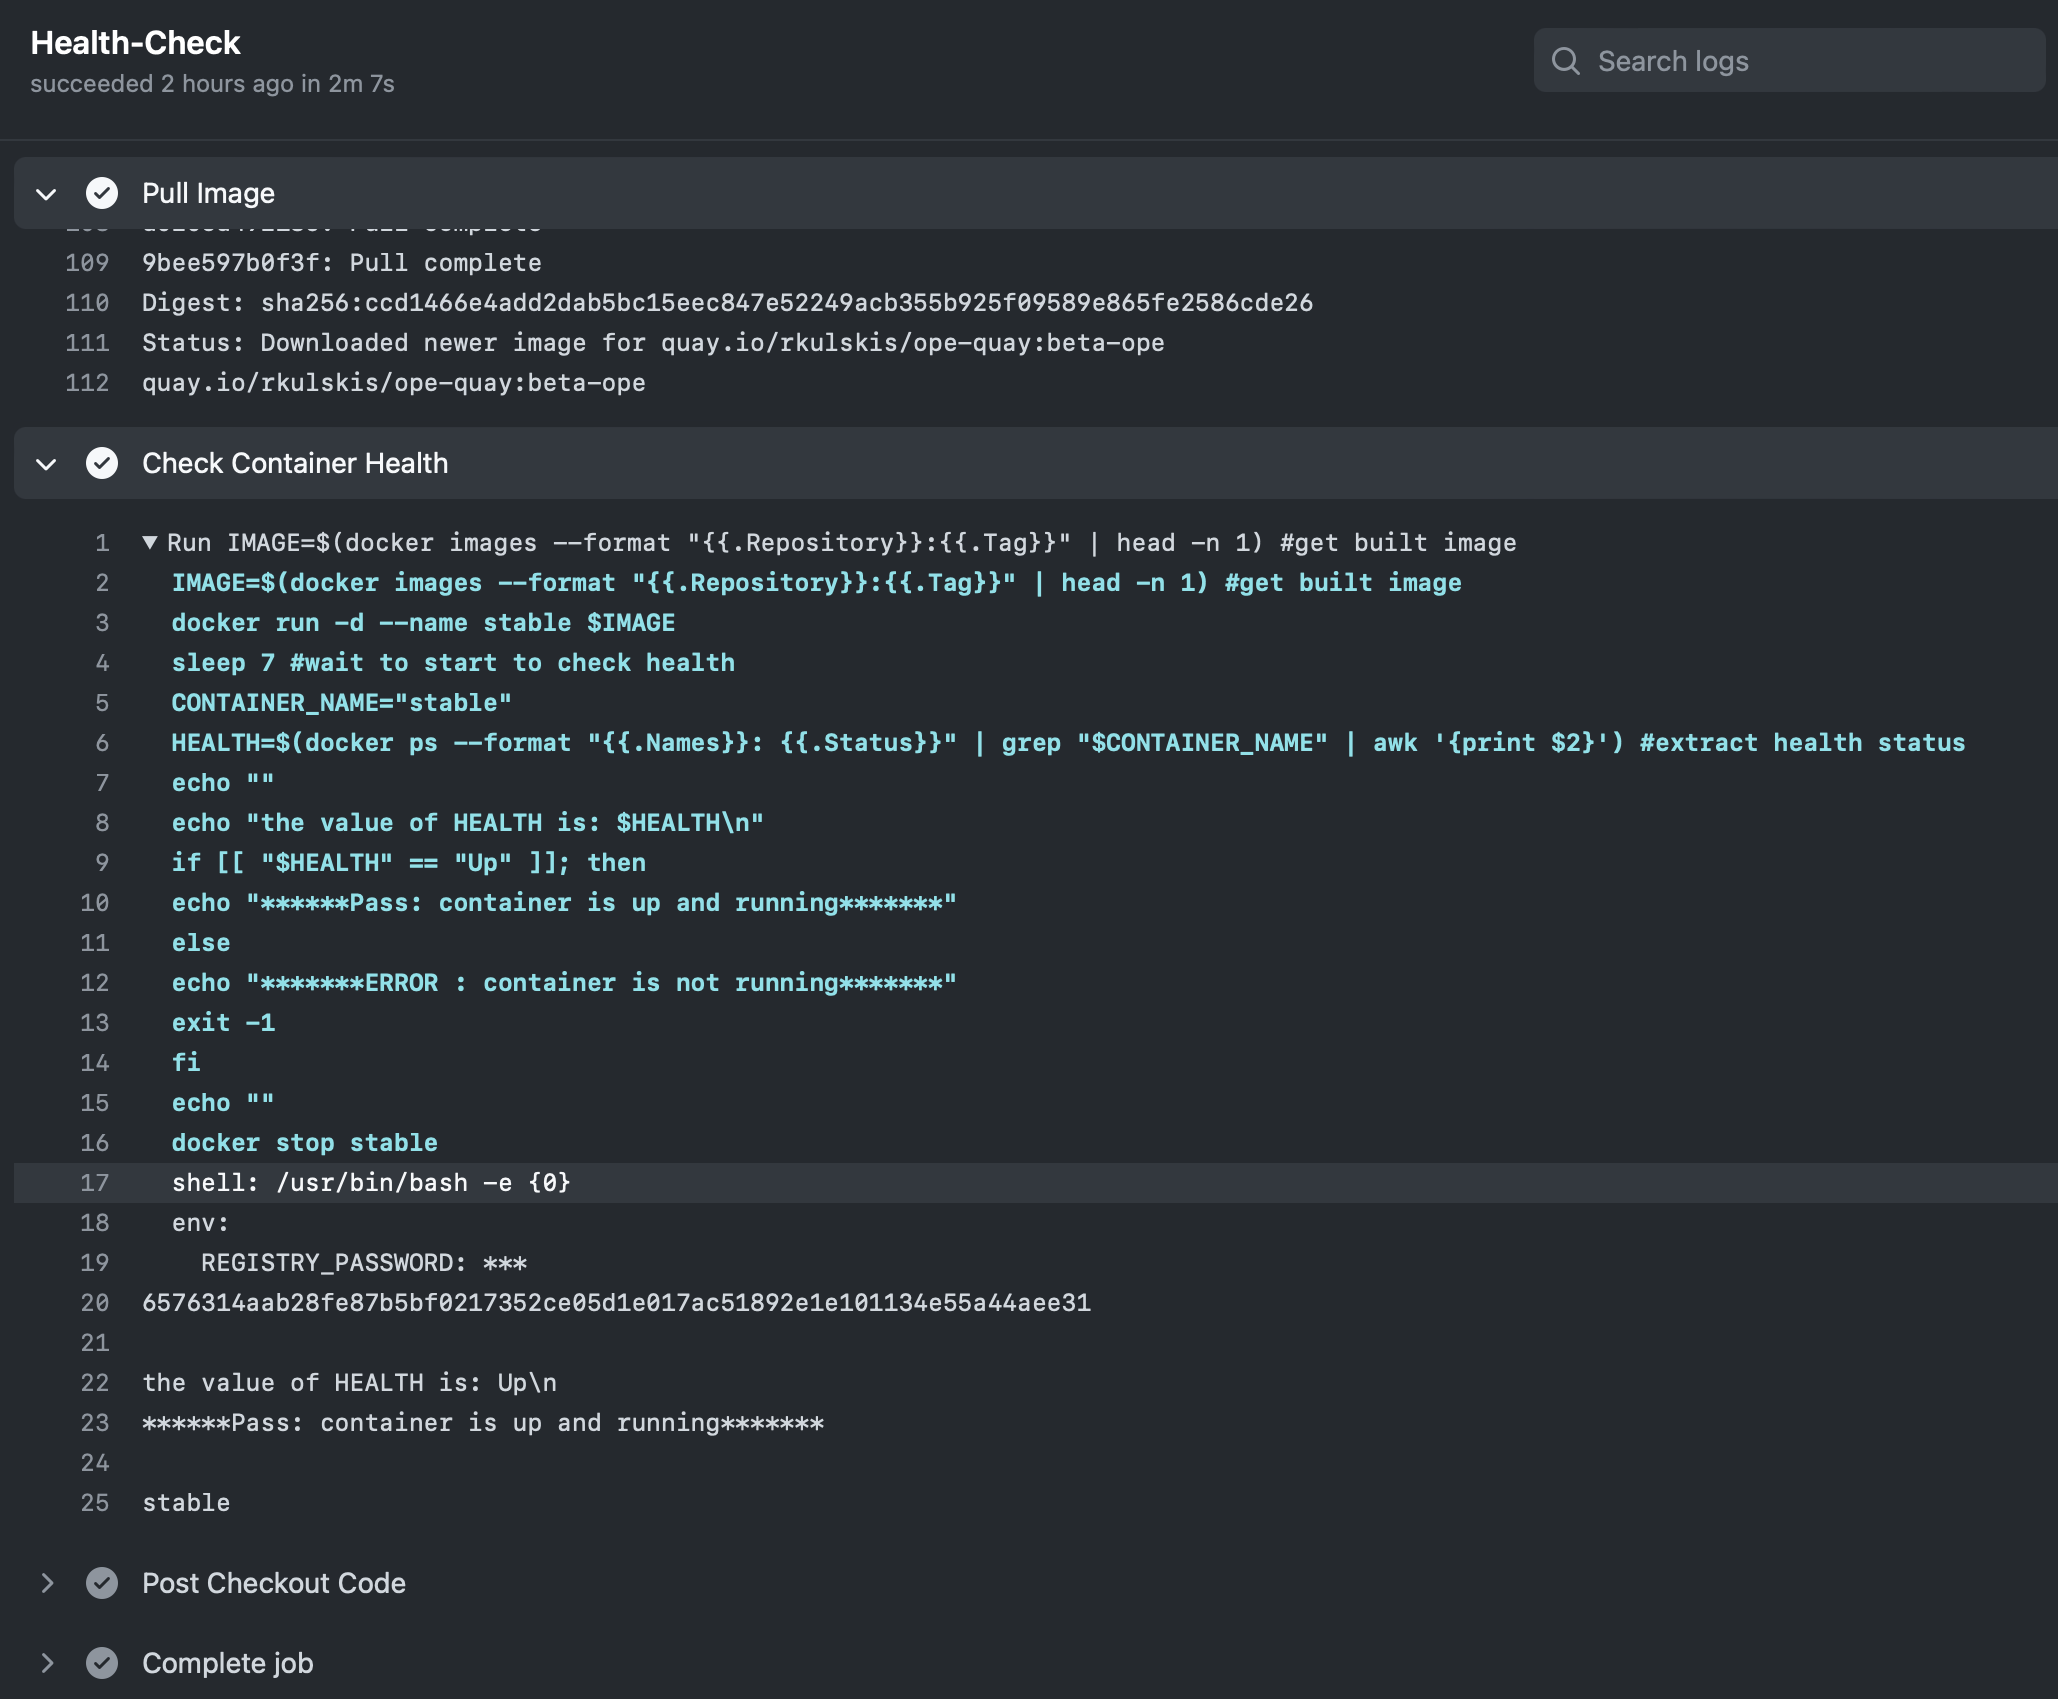 Health-Check
succeeded 2 hours ago in 2m 7s
Search logs
Pull Image
109 9bee597b0f3f: Pull complete
110 Digest: sha256:ccd1466e4add2dab5bc15eec847e52249acb355b925f09589e865fe2586cde26
111 Status: Downloaded newer image for quay.io/rkulskis/ope-quay:beta-ope
112 quay.io/rkulskis/ope-quay:beta-ope
Check Container Health
1 ▼ Run IMAGE=$(docker images --format "{{.Repository}}:{{.Tag}}" | head -n 1) #get built image
2 IMAGE=$(docker images --format "{{.Repository}}:{{.Tag}}" | head -n 1) #get built image
3 docker run -d --name stable $IMAGE
4 sleep 7 #wait to start to check health
5 CONTAINER_NAME="stable"
6 HEALTH=$(docker ps --format "{{.Names}}: {{.Status}}" | grep "$CONTAINER_NAME" | awk '{print $2}') #extract health status
7 echo ""
8 echo "the value of HEALTH is: $HEALTH\n"
9 if [[ "$HEALTH" == "Up" ]]; then
10 echo "******Pass: container is up and running*******"
11 else
12 echo "*******ERROR : container is not running*******"
13 exit -1
14 fi
15 echo ""
16 docker stop stable
17 shell: /usr/bin/bash -e {0}
18 env:
19 REGISTRY_PASSWORD: ***
20 6576314aab28fe87b5bf0217352ce05d1e017ac51892e1e101134e55a44aee31
21
22 the value of HEALTH is: Up\n
23 ******Pass: container is up and running*******
24
25 stable
Post Checkout Code
Complete job